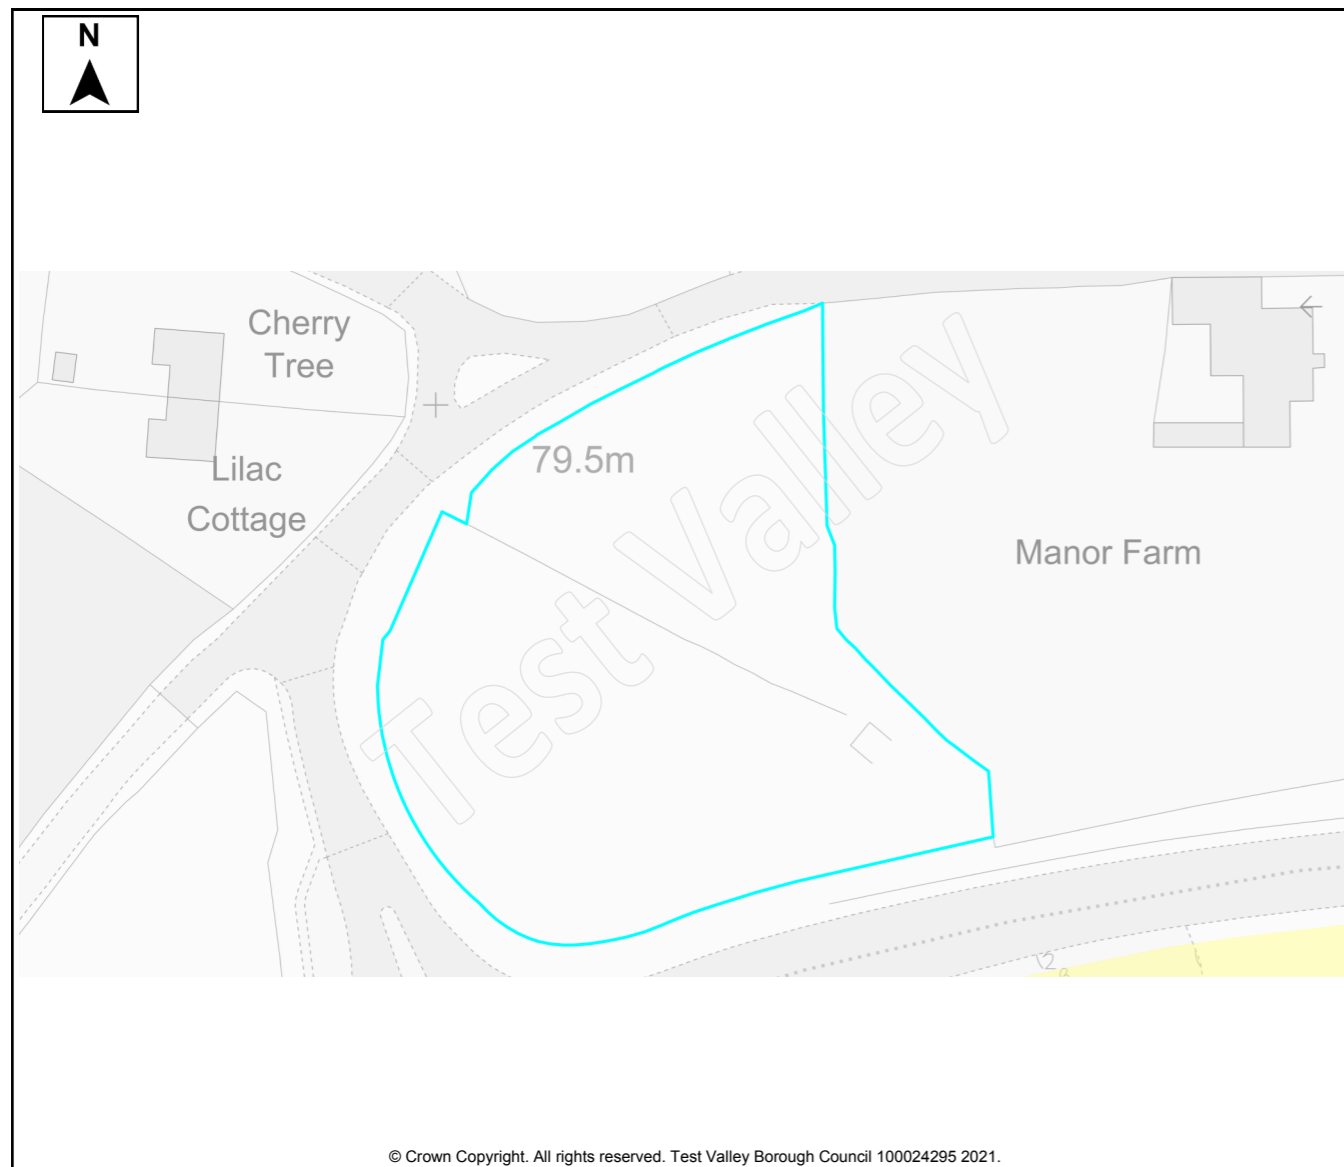 N
Cherry
Tree
Lilac
Cottage
79.5m
Test Valley
Manor Farm
© Crown Copyright. All rights reserved. Test Valley Borough Council 100024295 2021.